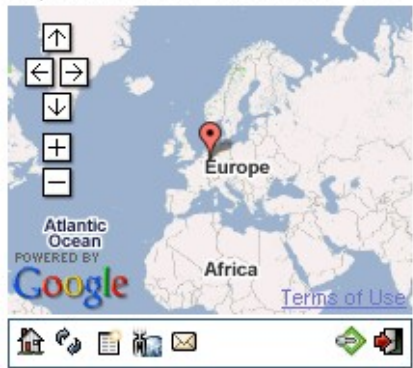 Europe
Atlantic
Ocean
POWERED BY
Google
Africa
Terms of Use